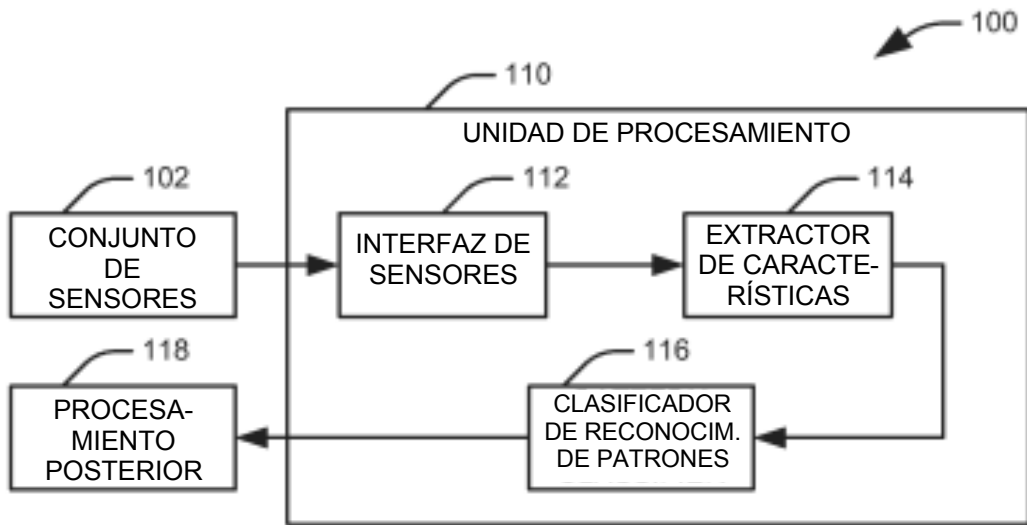 100
110
UNIDAD DE PROCESAMIENTO
102
CONJUNTO
DE
SENSORES
112
INTERFAZ DE
SENSORES
114
EXTRACTOR
DE CARACTE-
RÍSTICAS
118
PROCESA-
MIENTO
POSTERIOR
116
CLASIFICADOR
DE RECONOCIM.
DE PATRONES